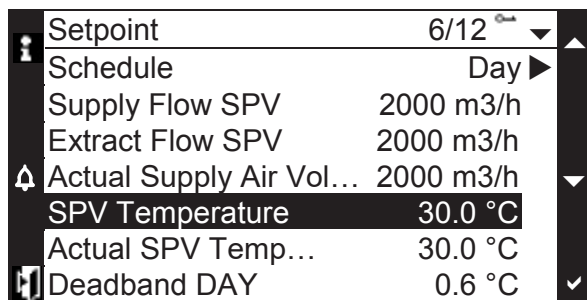 Setpoint 6/12
Schedule Day
Supply Flow SPV 2000 m3/h
Extract Flow SPV 2000 m3/h
Actual Supply Air Vol… 2000 m3/h
SPV Temperature 30.0 °C
Actual SPV Temp… 30.0 °C
Deadband DAY 0.6 °C